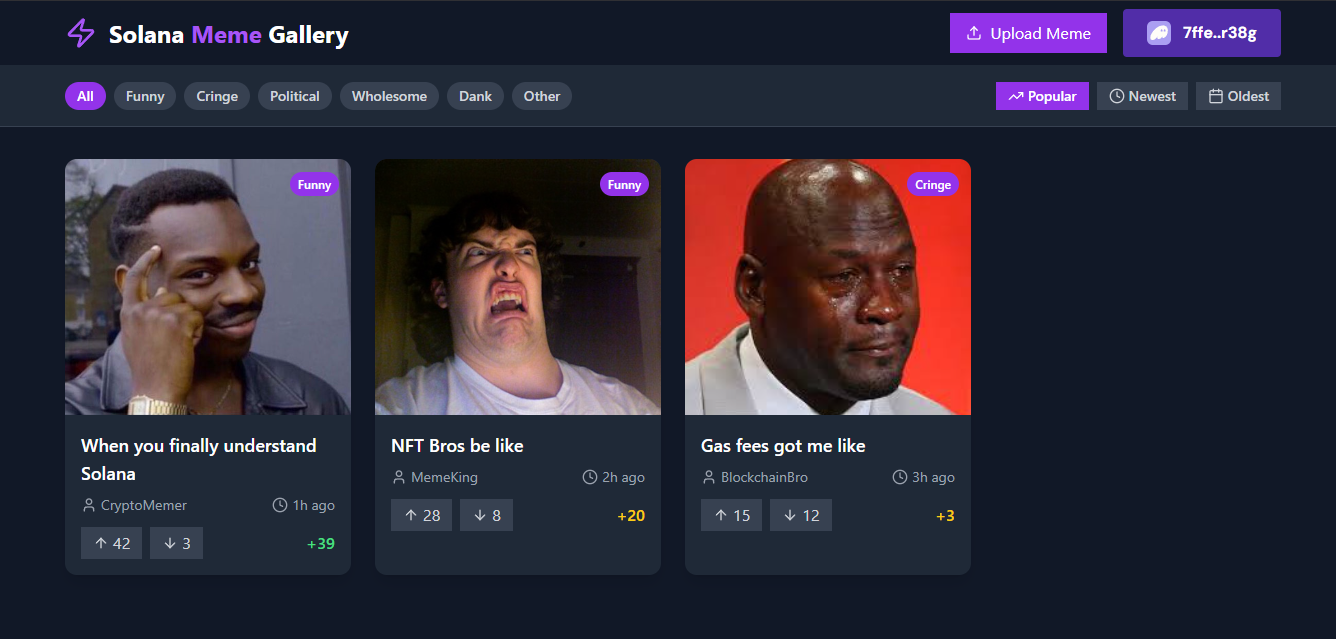 Solana Meme Gallery
Upload Meme
7ffe..r38g
All
Funny
Cringe
Political
Wholesome
Dank
Other
Popular
Newest
Oldest
Funny
When you finally understand
Solana
CryptoMemer
1h ago
42
3
+39
Funny
NFT Bros be like
MemeKing
2h ago
28
8
+20
Cringe
Gas fees got me like
BlockchainBro
3h ago
15
12
+3